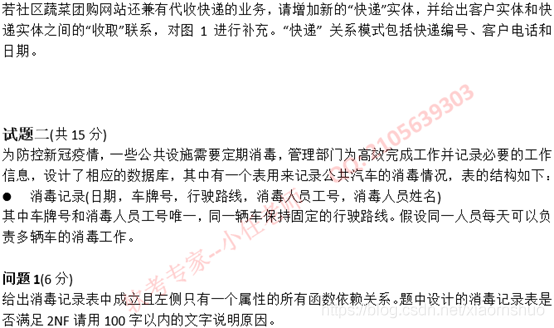 若社区蔬菜团购网站还兼有代收快递的业务，请增加新的“快递”实体，并给出客户实体和快
递实体之间的“收取”联系，对图 1 进行补充。“快递” 关系模式包括快递编号、客户电话和
日期。
试题二(共 15 分)
为防控新冠疫情，一些公共设施需要定期消毒，管理部门为高效完成工作并记录必要的工作
信息，设计了相应的数据库，其中有一个表用来记录公共汽车的消毒情况，表的结构如下：
● 消毒记录(日期，车牌号，行驶路线，消毒人员工号，消毒人员姓名)
其中车牌号和消毒人员工号唯一，同一辆车保持固定的行驶路线。假设同一人员每天可以负
责多辆车的消毒工作。
问题 1(6 分)
给出消毒记录表中成立且左侧只有一个属性的所有函数依赖关系。题中设计的消毒记录表是
否满足 2NF 请用 100 字以内的文字说明原因。
软考专家--小任老师 QQ:3105639303